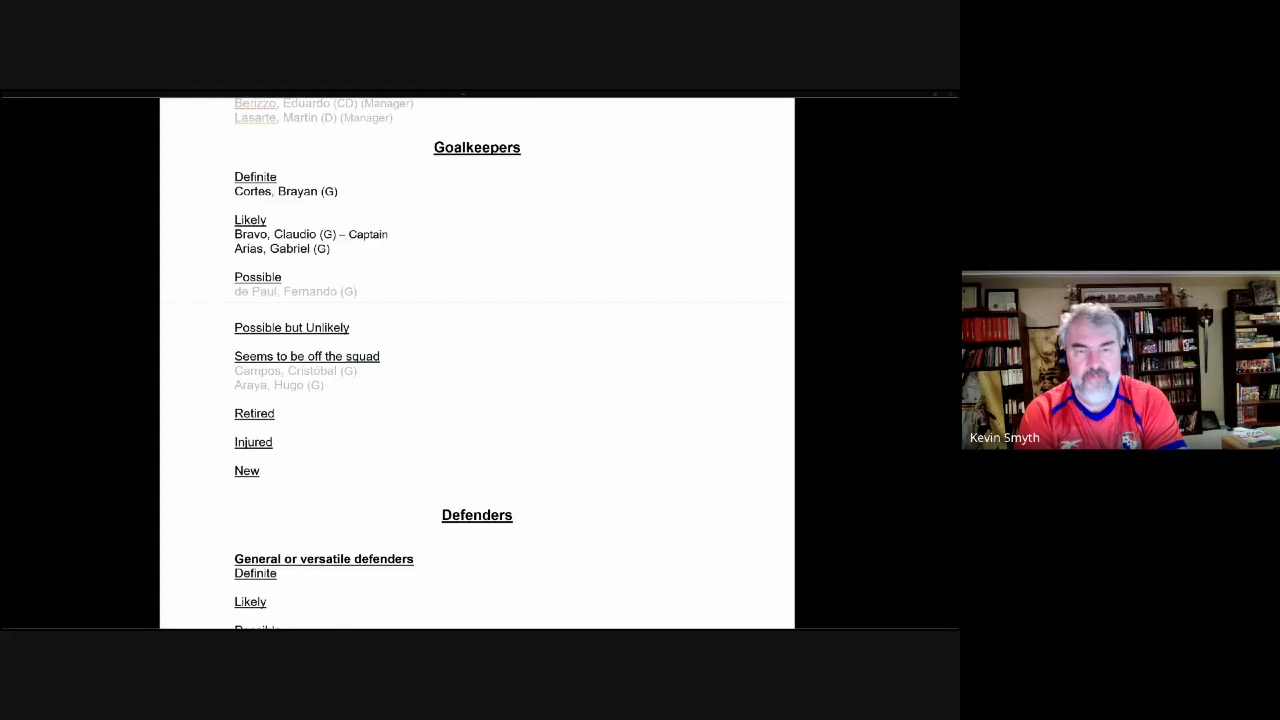 Berizzo, Eduardo (CD) (Manager)
Lasarte, Martin (D) (Manager)
Goalkeepers
Definite
Cortes, Brayan (G)
Likely
Bravo, Claudio (G) – Captain
Arias, Gabriel (G)
Possible
de Paul, Fernando (G)
Possible but Unlikely
Seems to be off the squad
Campos, Cristóbal (G)
Araya, Hugo (G)
Retired
Injured
New
Defenders
General or versatile defenders
Definite
Likely
Possible
Kevin Smyth